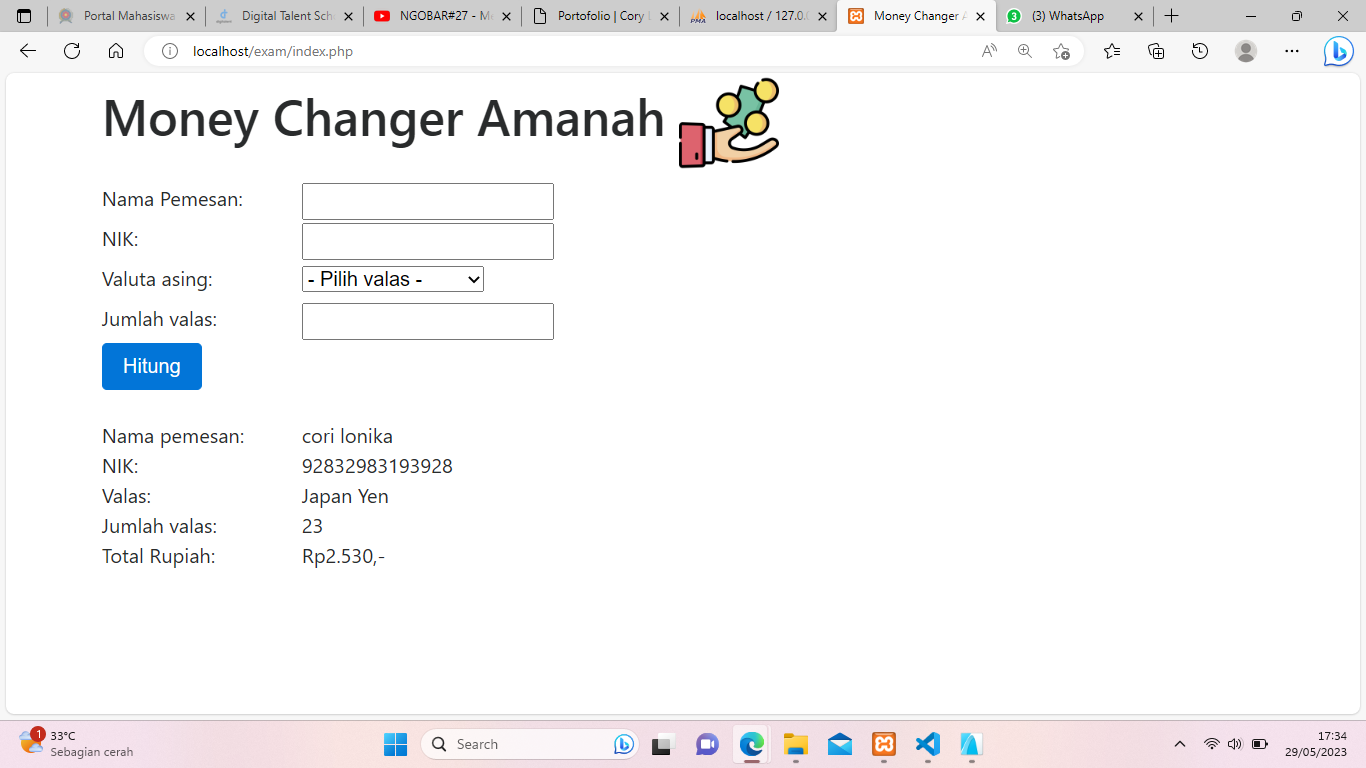 Portal Mahasiswa
Digital Talent Sch
NGOBAR#27 - Me
Portofolio | Cory L
localhost / 127.0.0
Money Changer A
(3) WhatsApp
localhost/exam/index.php
Money Changer Amanah
Nama Pemesan:
NIK:
Valuta asing: - Pilih valas -
Jumlah valas:
Hitung
Nama pemesan: cori lonika
NIK: 92832983193928
Valas: Japan Yen
Jumlah valas: 23
Total Rupiah: Rp2.530,-
1
33°C
Sebagian cerah
Search
17:34
29/05/2023